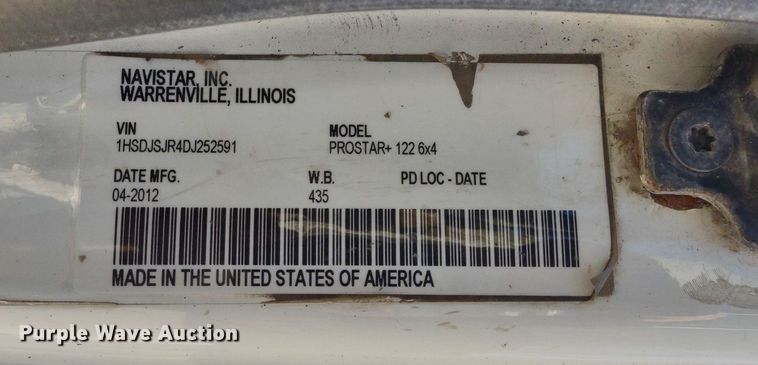 NAVISTAR, INC.
WARRENVILLE, ILLINOIS
VIN MODEL
1HSDJSJR4DJ252591 PROSTAR+ 122 6x4
DATE MFG. W.B. PD LOC - DATE
04-2012 435
MADE IN THE UNITED STATES OF AMERICA
Purple Wave Auction